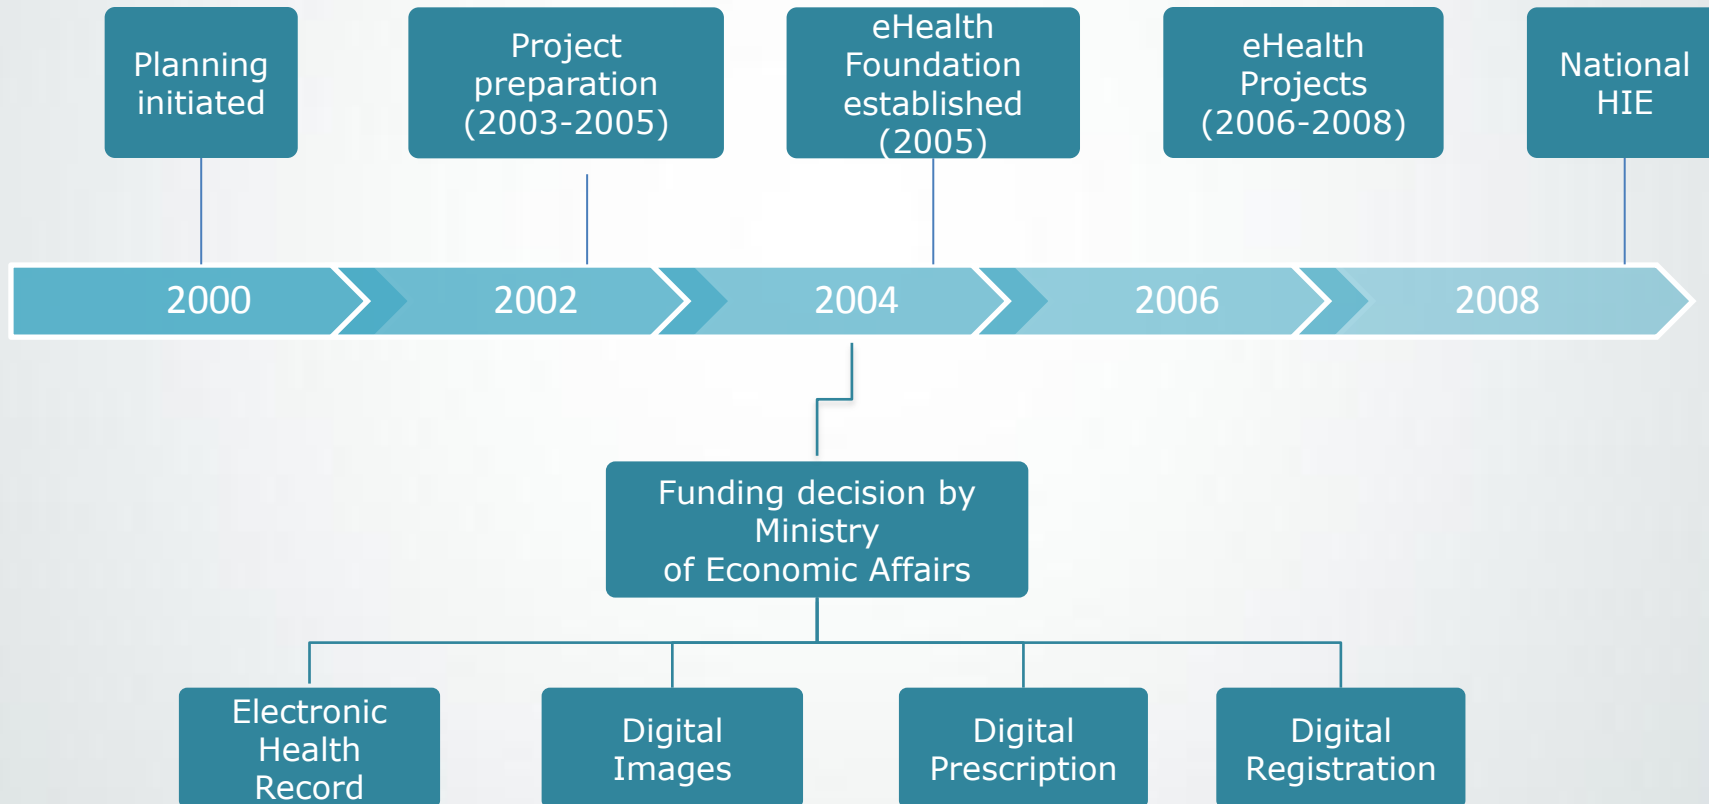 Planning
initiated
Project
preparation
(2003-2005)
eHealth
Foundation
established
(2005)
eHealth
Projects
(2006-2008)
National
HIE
2000
2002
2004
2006
2008
Funding decision by
Ministry
of Economic Affairs
Electronic
Health
Record
Digital
Images
Digital
Prescription
Digital
Registration